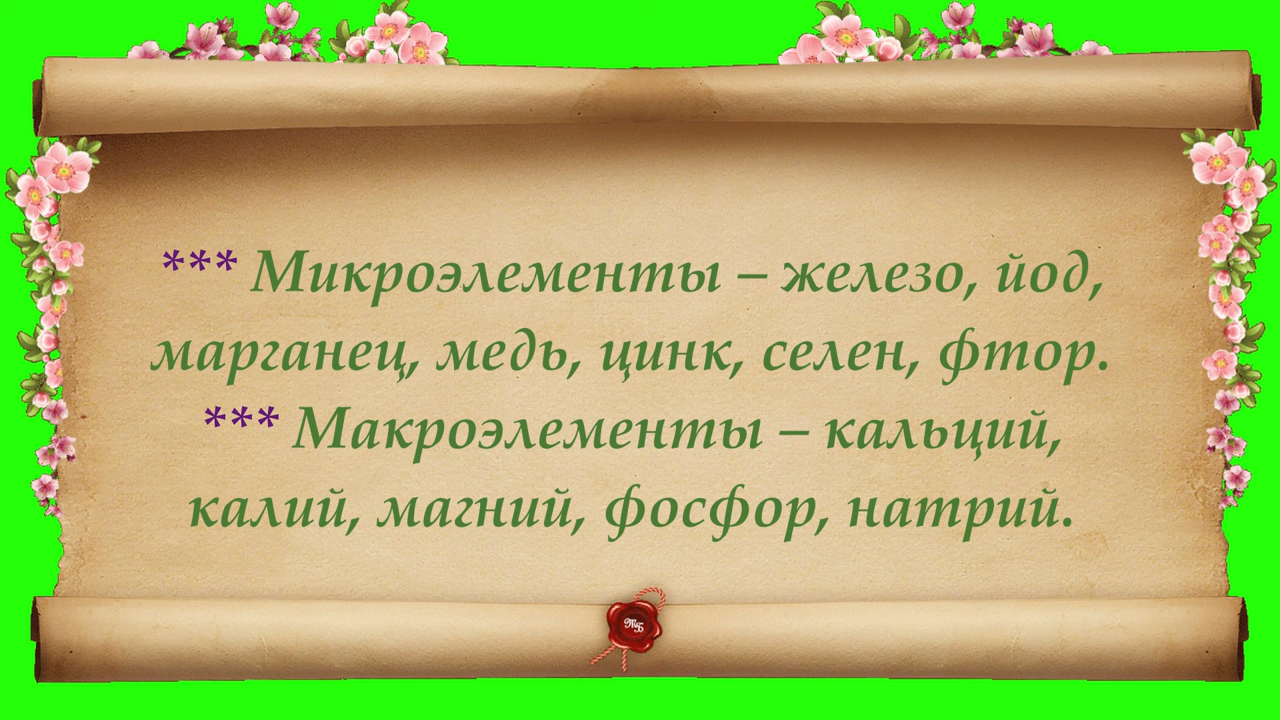 *** Микроэлементы – железо, йод,
марганец, медь, цинк, селен, фтор.
*** Макроэлементы – кальций,
калий, магний, фосфор, натрий.